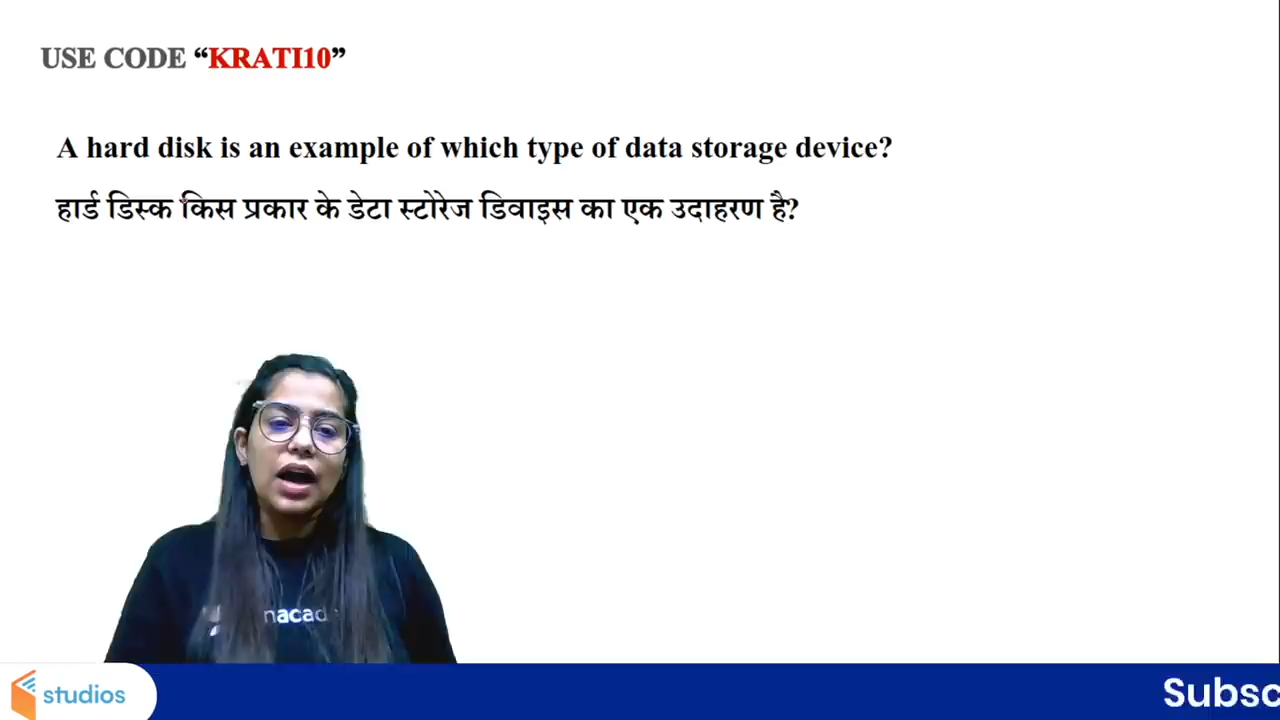 USE CODE “KRATI10”
A hard disk is an example of which type of data storage device?
हार्ड डिस्क किस प्रकार के डेटा स्टोरेज डिवाइस का एक उदाहरण है?
nacad
studios
Subsc